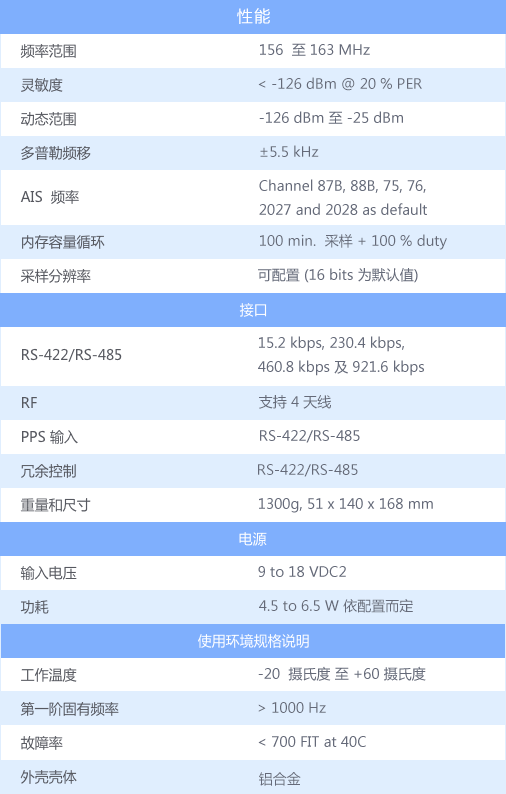 性能
频率范围 156 至 163 MHz
灵敏度 < -126 dBm @ 20 % PER
动态范围 -126 dBm 至 -25 dBm
多普勒频移 ±5.5 kHz
AIS 频率 Channel 87B, 88B, 75, 76,
2027 and 2028 as default
内存容量循环 100 min. 采样 + 100 % duty
采样分辨率 可配置 (16 bits 为默认值)
接口
RS-422/RS-485 15.2 kbps, 230.4 kbps,
460.8 kbps 及 921.6 kbps
RF 支持 4 天线
PPS 输入 RS-422/RS-485
冗余控制 RS-422/RS-485
重量和尺寸 1300g, 51 x 140 x 168 mm
电源
输入电压 9 to 18 VDC2
功耗 4.5 to 6.5 W 依配置而定
使用环境规格说明
工作温度 -20 摄氏度 至 +60 摄氏度
第一阶固有频率 > 1000 Hz
故障率 < 700 FIT at 40C
外壳壳体 铝合金